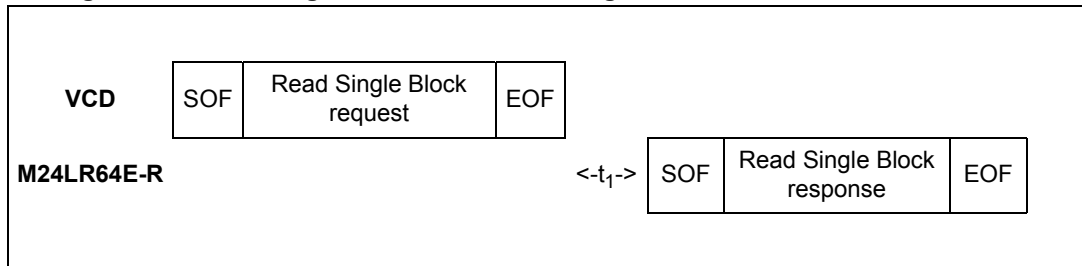 VCD SOF Read Single Block request EOF
M24LR64E-R <-t₁-> SOF Read Single Block response EOF